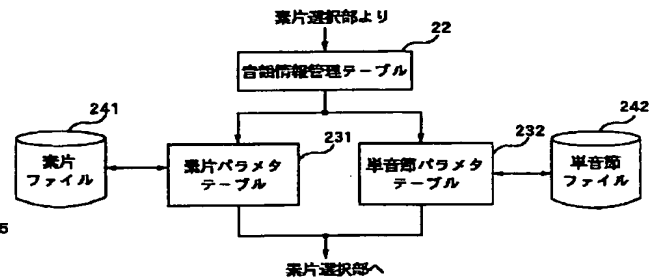 素片選択部より
22
音韻情報管理テーブル
241
素片
ファイル
231
素片パラメタ
テーブル
232
単音節パラメタ
テーブル
242
単音節
ファイル
5
素片選択部へ